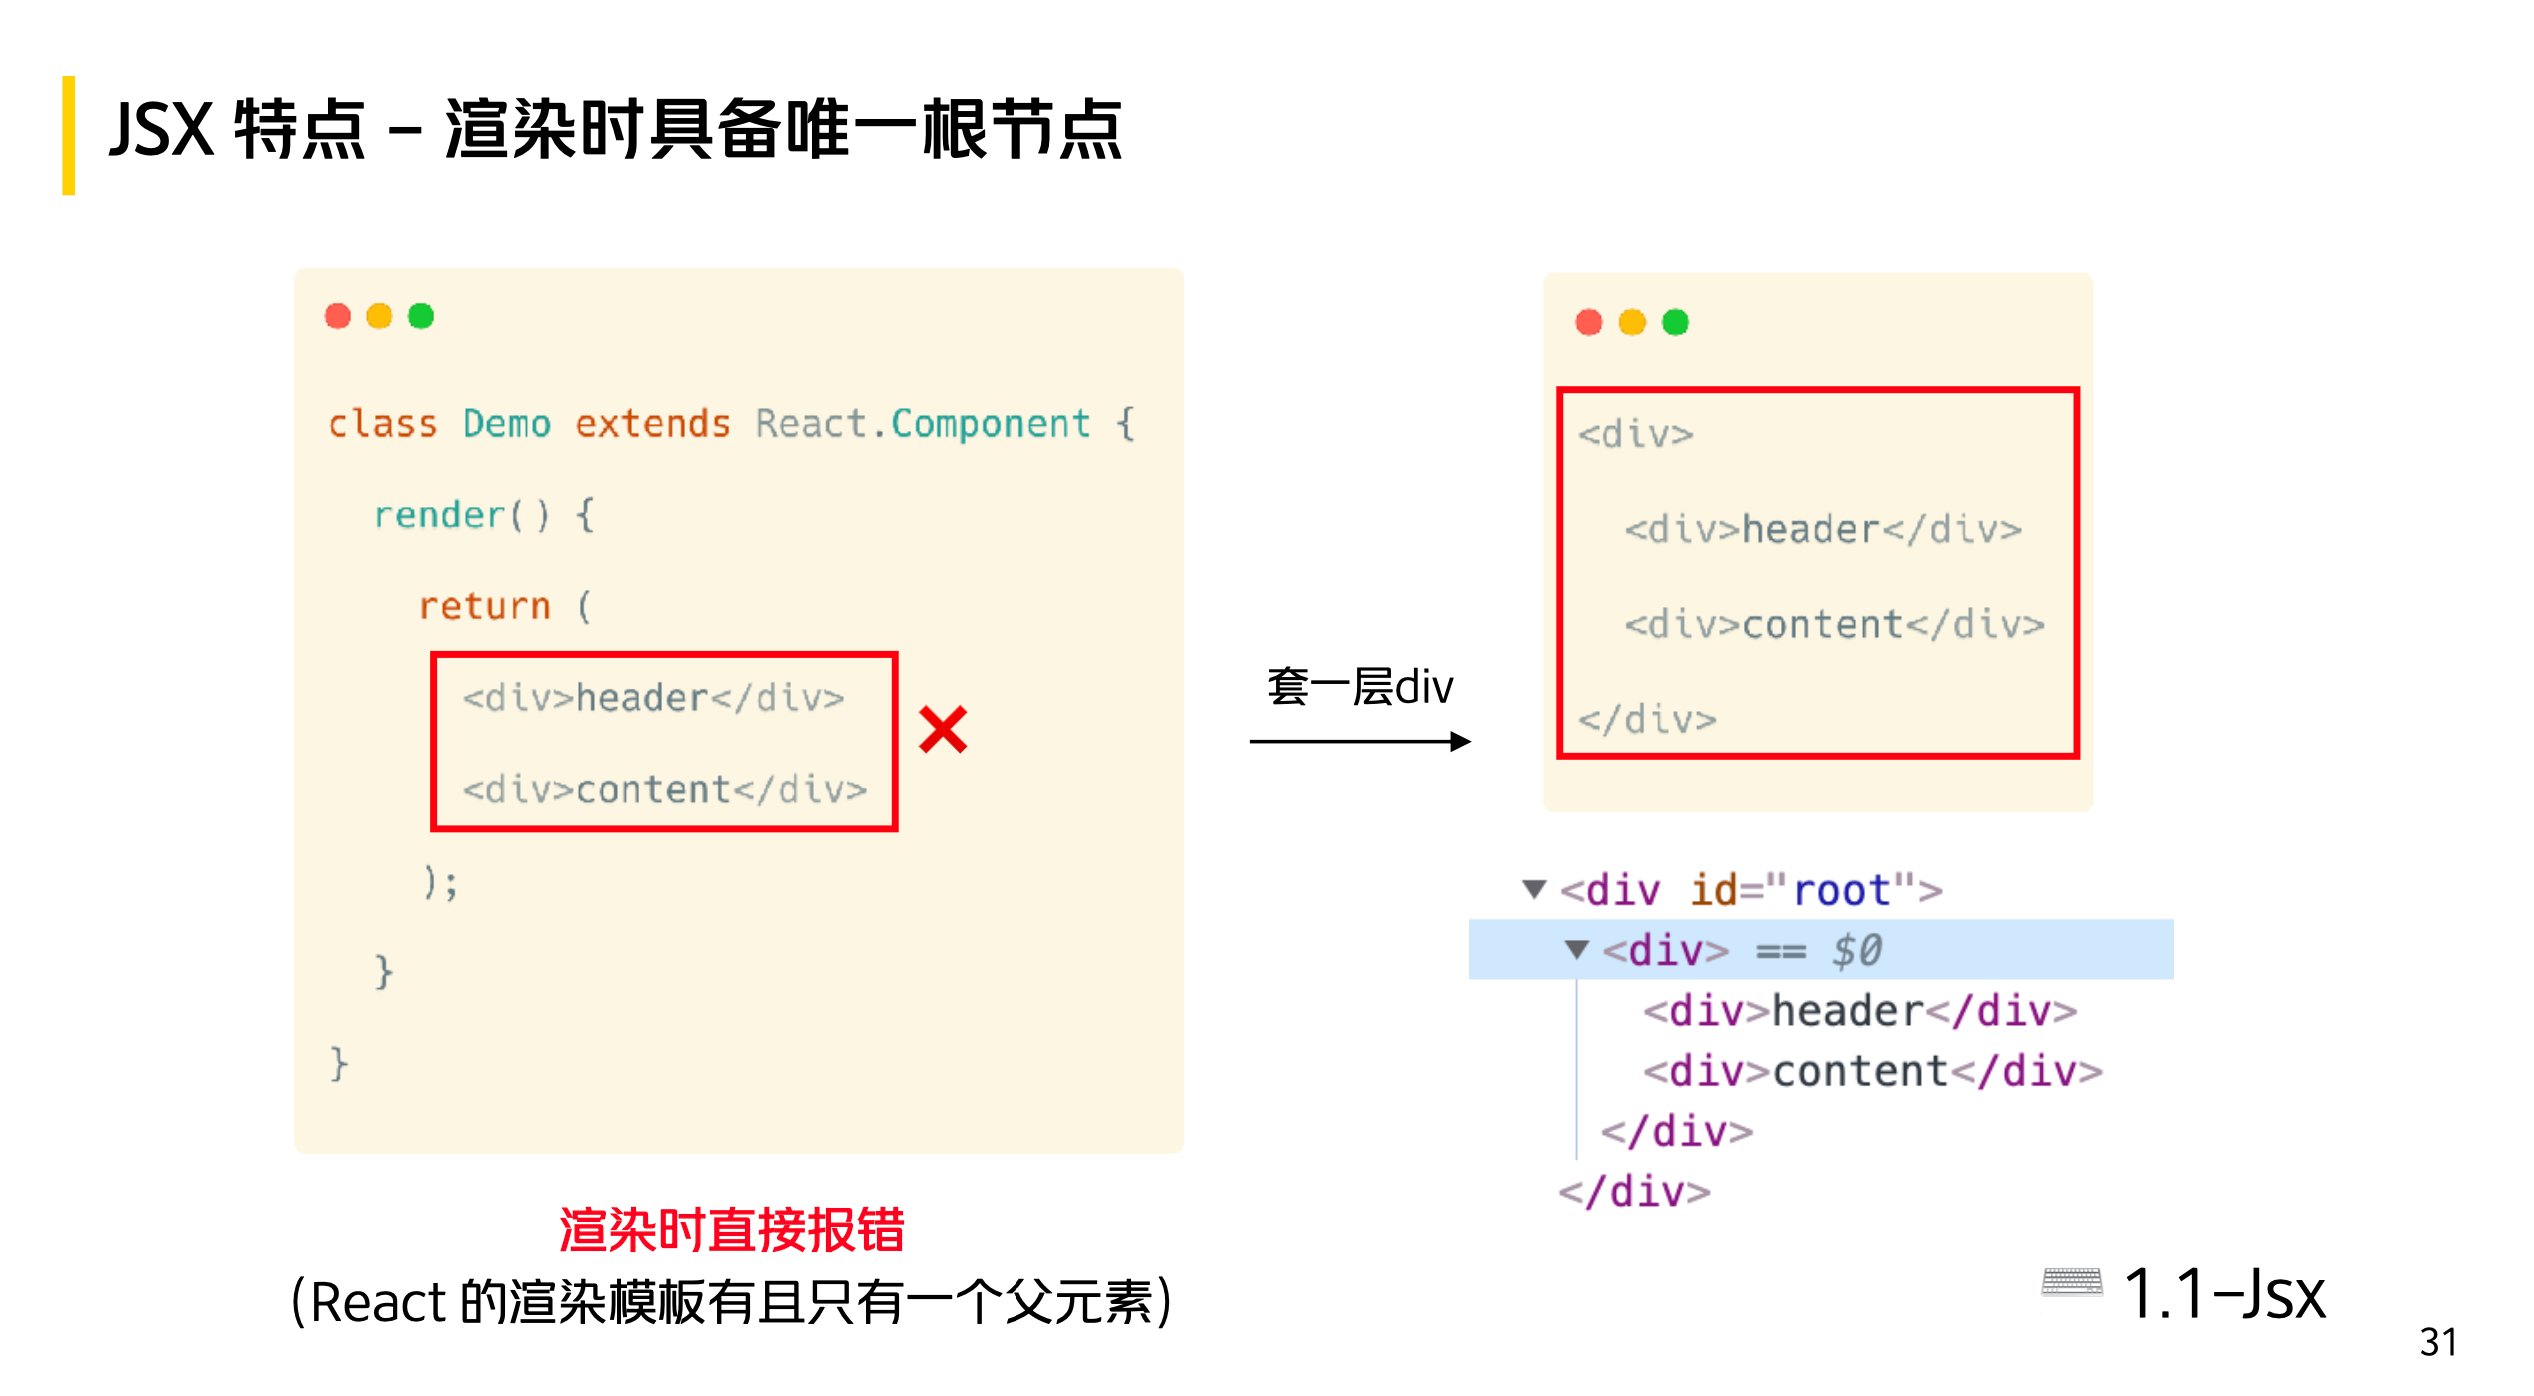 JSX 特点 – 渲染时具备唯一根节点
class Demo extends React.Component {
render() {
return (
<div>header</div>
<div>content</div>
);
}
}
渲染时直接报错
(React 的渲染模板有且只有一个父元素)
套一层div
<div>
<div>header</div>
<div>content</div>
</div>
<div id="root">
<div> == $0
<div>header</div>
<div>content</div>
</div>
</div>
1.1-Jsx
31